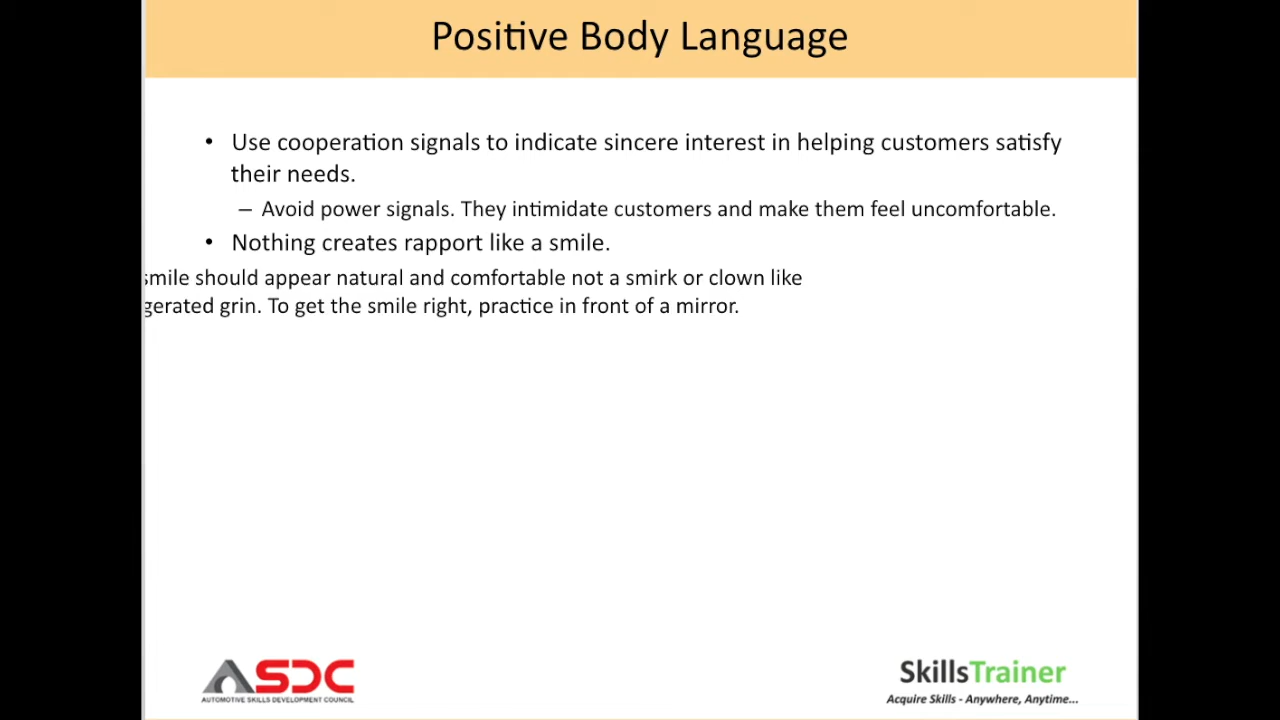 Positive Body Language
• Use cooperation signals to indicate sincere interest in helping customers satisfy
their needs.
– Avoid power signals. They intimidate customers and make them feel uncomfortable.
• Nothing creates rapport like a smile.
smile should appear natural and comfortable not a smirk or clown like
gerated grin. To get the smile right, practice in front of a mirror.
ASDC
AUTOMOTIVE SKILLS DEVELOPMENT COUNCIL
SkillsTrainer
Acquire Skills - Anywhere, Anytime...